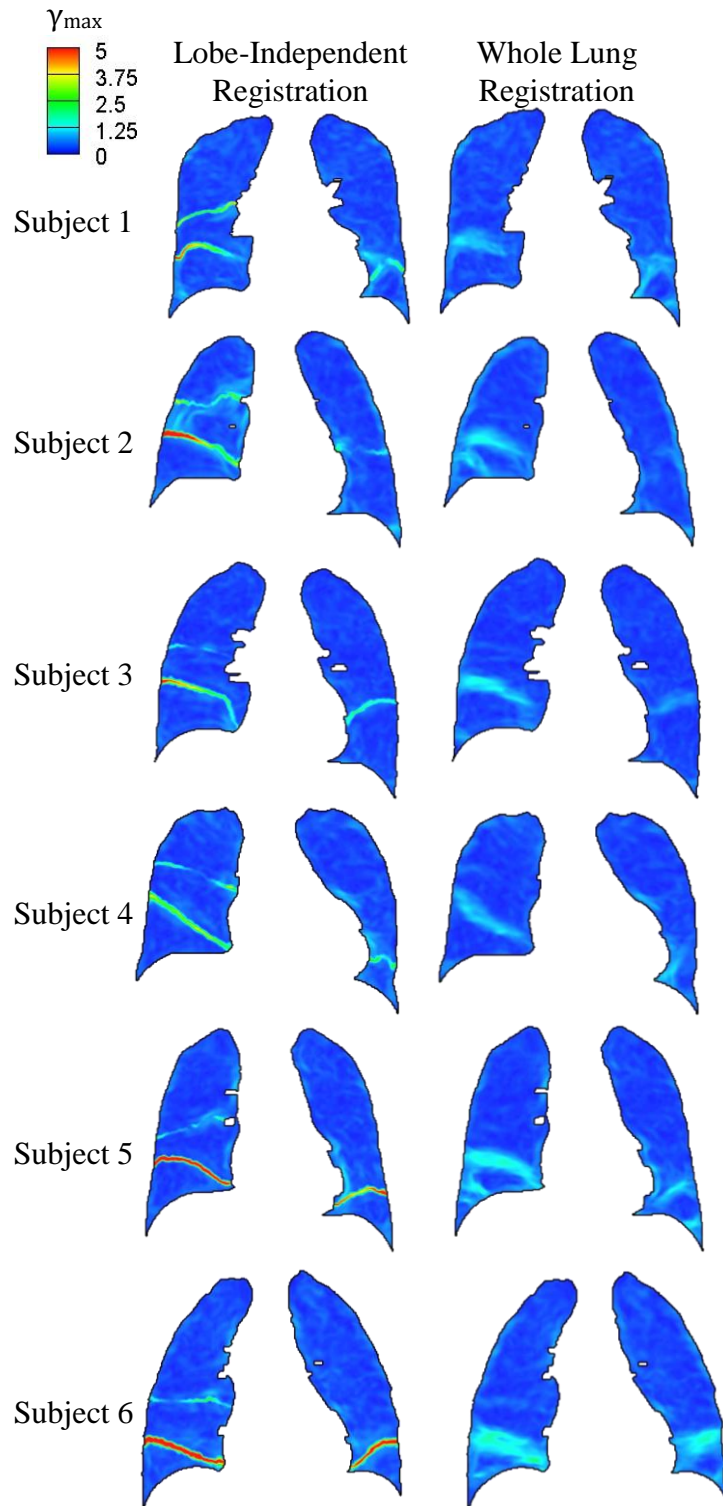 γmax
5
3.75
2.5
1.25
0
Lobe-Independent
Registration
Whole Lung
Registration
Subject 1
Subject 2
Subject 3
Subject 4
Subject 5
Subject 6